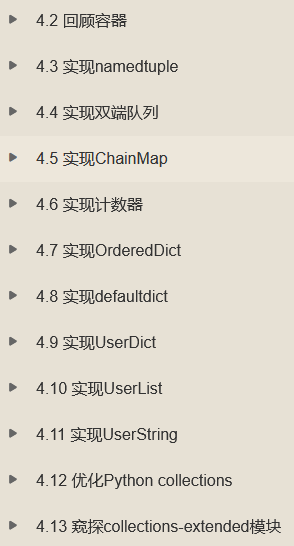 4.2 回顾容器
4.3 实现namedtuple
4.4 实现双端队列
4.5 实现ChainMap
4.6 实现计数器
4.7 实现OrderedDict
4.8 实现defaultdict
4.9 实现UserDict
4.10 实现UserList
4.11 实现UserString
4.12 优化Python collections
4.13 窥探collections-extended模块